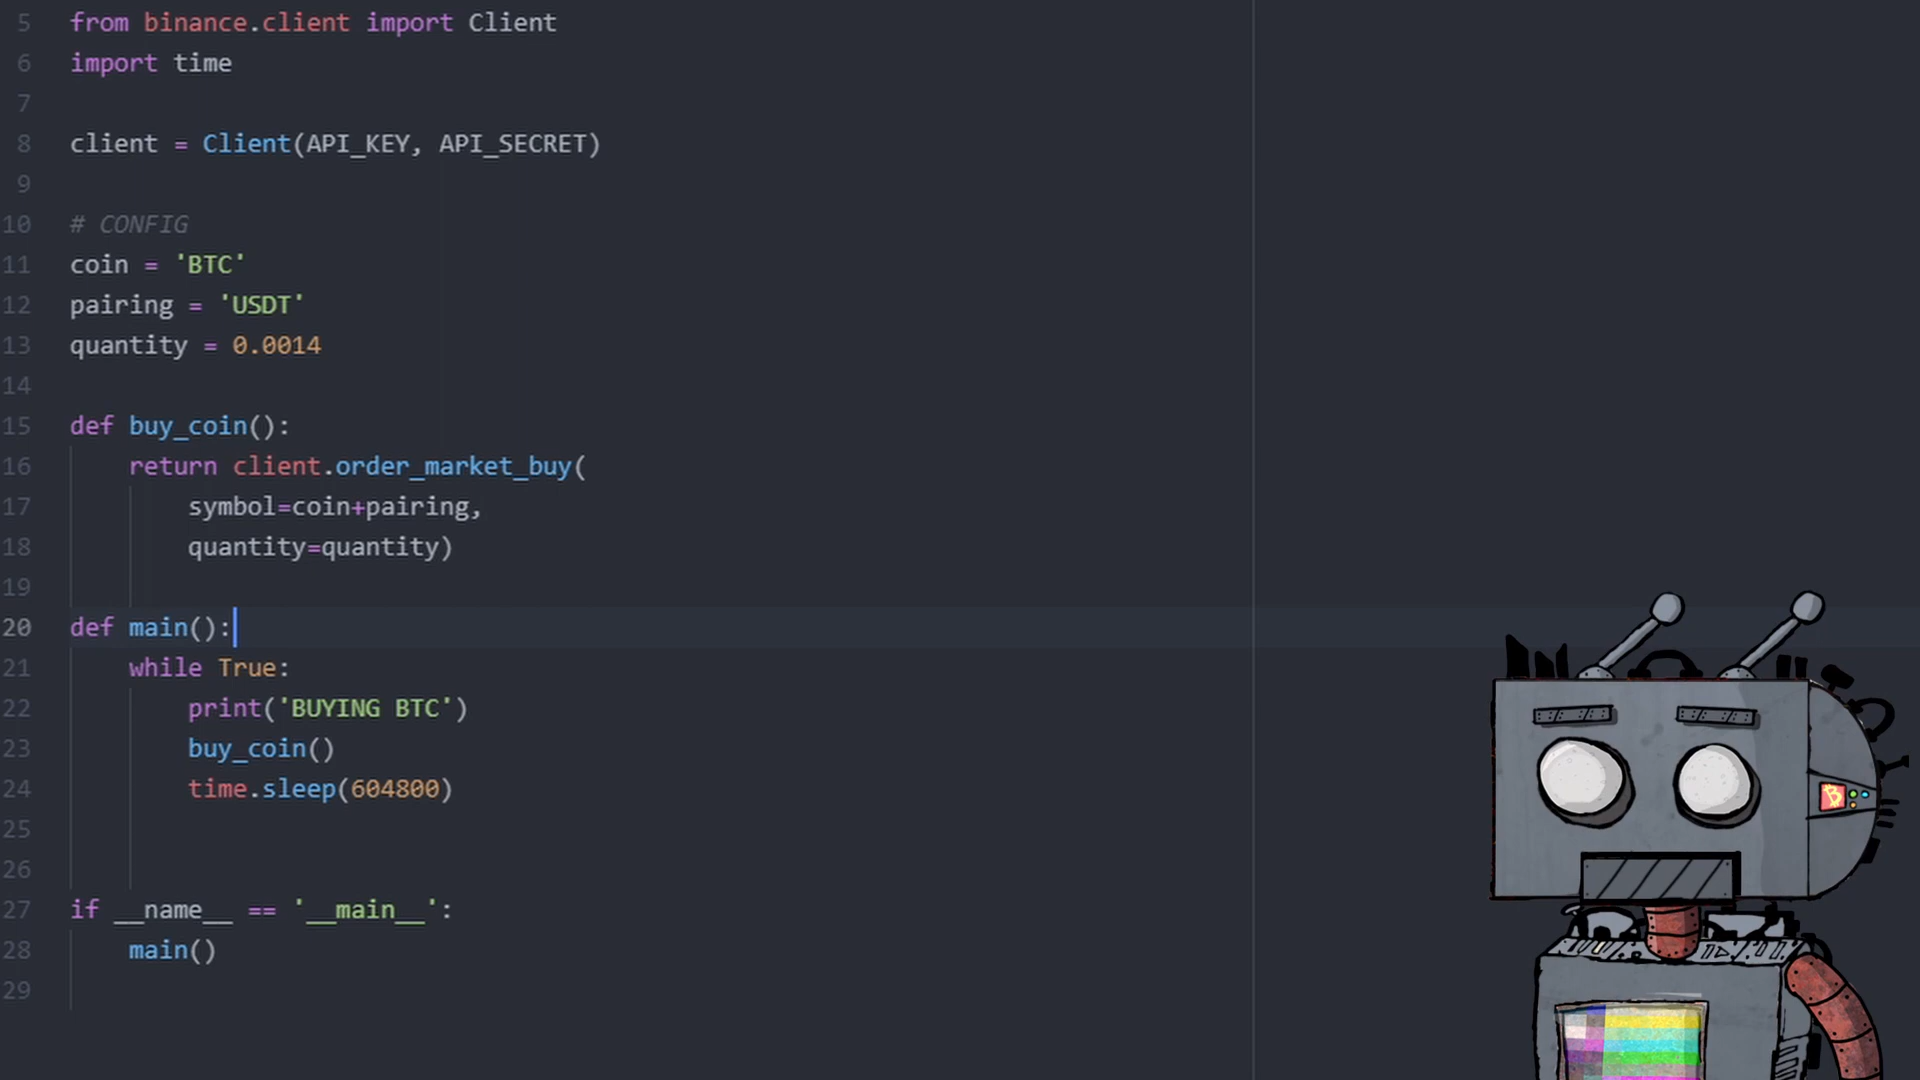 5 from binance.client import Client
6 import time
7
8 client = Client(API_KEY, API_SECRET)
9
10 # CONFIG
11 coin = 'BTC'
12 pairing = 'USDT'
13 quantity = 0.0014
14
15 def buy_coin():
16 return client.order_market_buy(
17 symbol=coin+pairing,
18 quantity=quantity)
19
20 def main():
21 while True:
22 print('BUYING BTC')
23 buy_coin()
24 time.sleep(604800)
25
26
27 if __name__ == '__main__':
28 main()
29